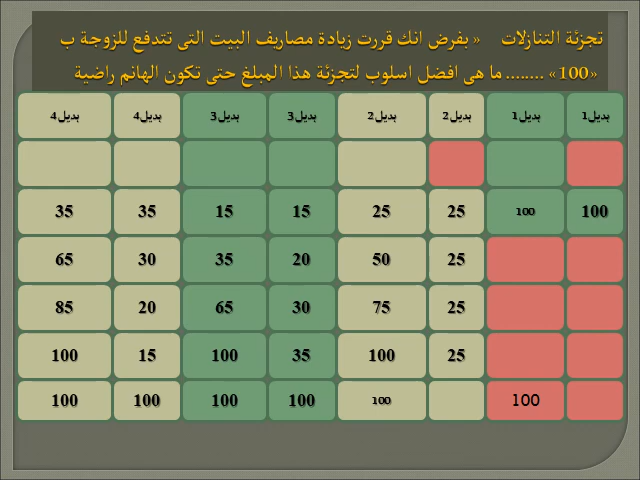 تجزئة التنازلات « بفرض انك قررت زيادة مصاريف البيت التى تتدفع للزوجة ب
«100» ........ ما هى افضل اسلوب لتجزئة هذا المبلغ حتى تكون الهانم راضية
بديل1 بديل1 بديل2 بديل2 بديل3 بديل3 بديل4 بديل4
100 100 25 25 15 15 35 35
25 50 20 35 30 65
25 75 30 65 20 85
25 100 35 100 15 100
100 100 100 100 100 100